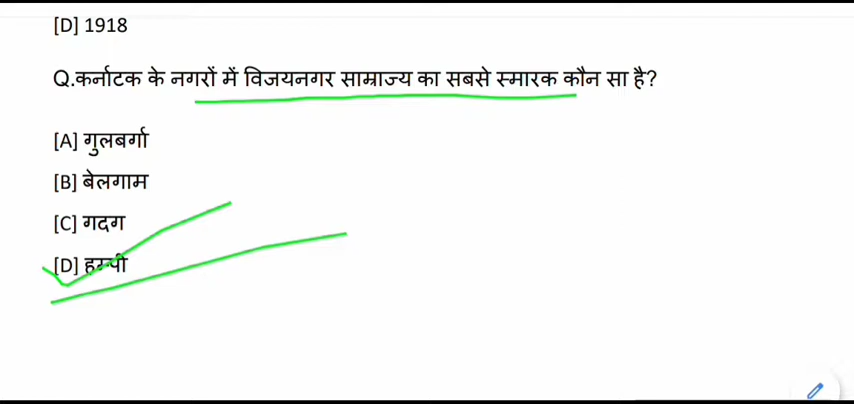 [D] 1918
Q.कर्नाटक के नगरों में विजयनगर साम्राज्य का सबसे स्मारक कौन सा है?
[A] गुलबर्गा
[B] बेलगाम
[C] गदग
[D] हम्पी